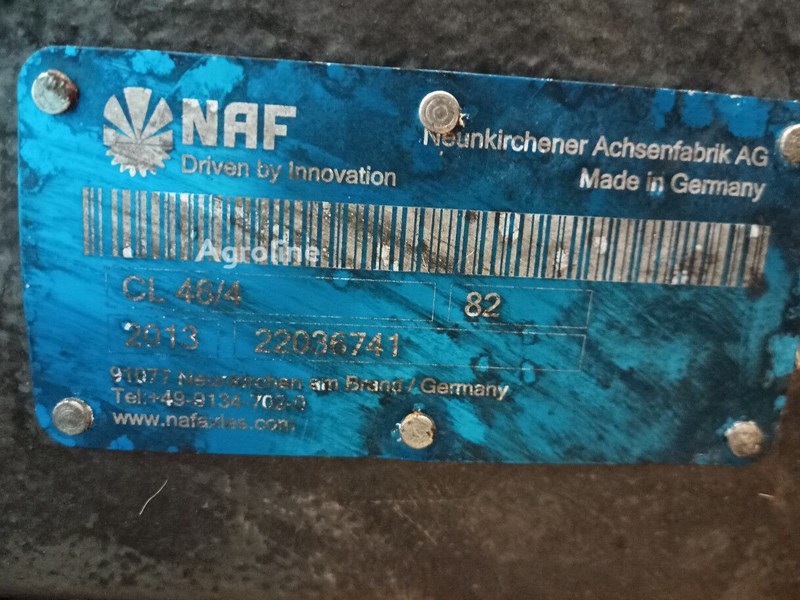 NAF
Driven by Innovation
Neunkirchener Achsenfabrik AG
Made in Germany
Agroline
CL 46/4
82
2013
22036741
91077 Neunkirchen am Brand / Germany
Tel:+49-9134-702-0
www.nafaxles.com